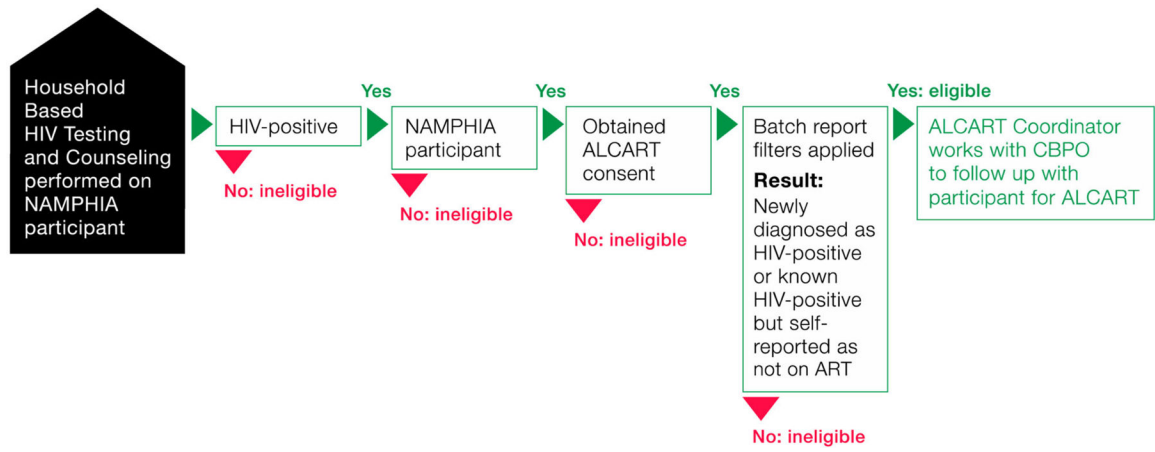 Household
Based
HIV Testing
and Counseling
performed on
NAMPHIA
participant
HIV-positive
No: ineligible
Yes
NAMPHIA
participant
No: ineligible
Yes
Obtained
ALCART
consent
No: ineligible
Yes
Batch report
filters applied
Result:
Newly
diagnosed as
HIV-positive
or known
HIV-positive
but self-
reported as
not on ART
No: ineligible
Yes: eligible
ALCART Coordinator
works with CBPO
to follow up with
participant for ALCART